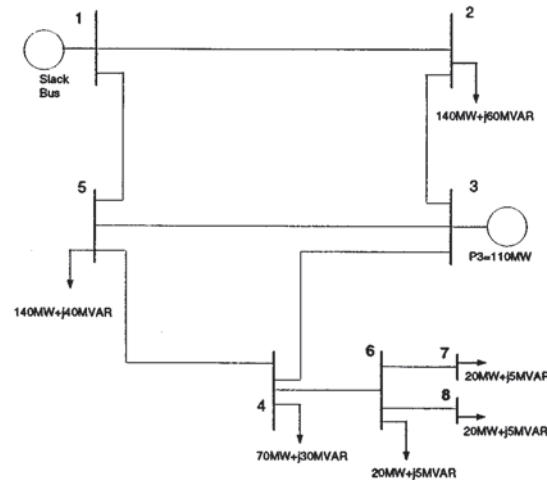 1
2
Slack
Bus
140MW+j60MVAR
5
3
P3=110MW
140MW+j40MVAR
6
7
20MW+j5MVAR
8
4
20MW+j5MVAR
70MW+j30MVAR
20MW+j5MVAR